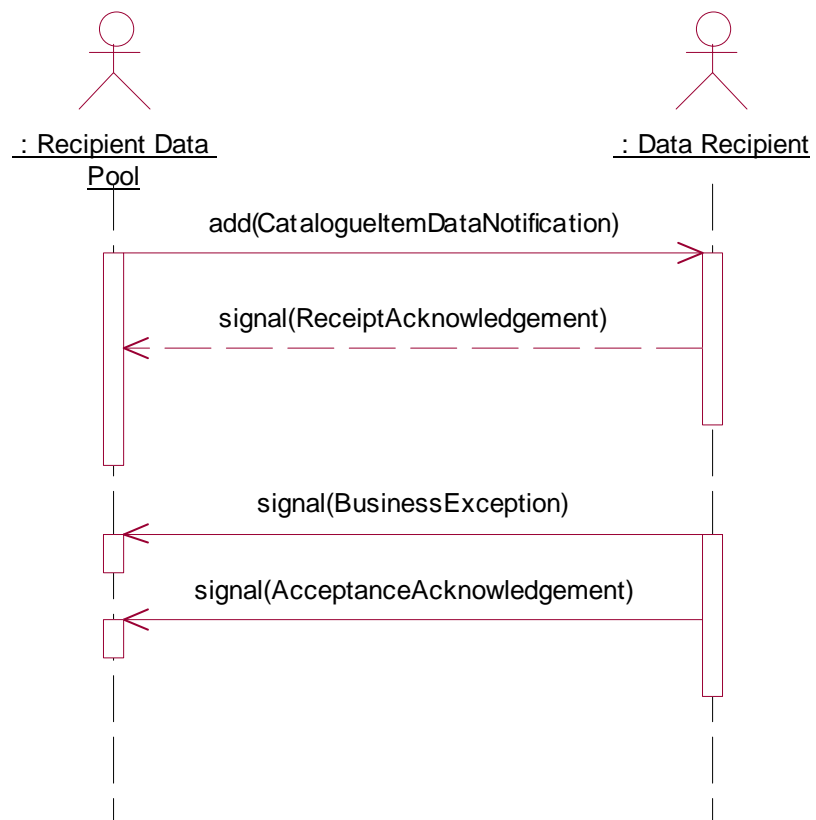 : Recipient Data
Pool
: Data Recipient
add(CatalogueItemDataNotification)
signal(ReceiptAcknowledgement)
signal(BusinessException)
signal(AcceptanceAcknowledgement)